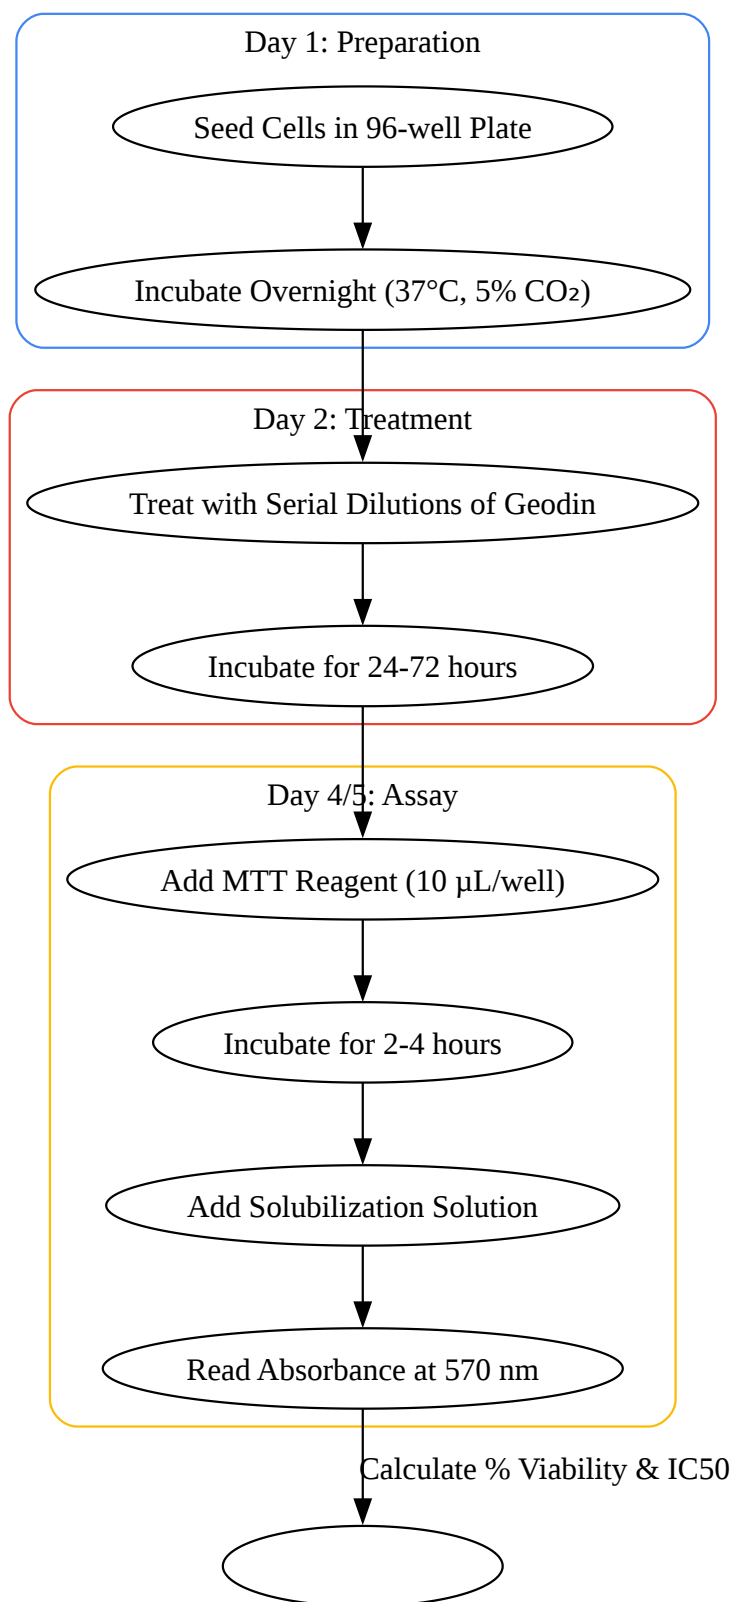 Day 1: Preparation
Seed Cells in 96-well Plate
Incubate Overnight (37°C, 5% CO₂)
Day 2: Treatment
Treat with Serial Dilutions of Geodin
Incubate for 24-72 hours
Day 4/5: Assay
Add MTT Reagent (10 µL/well)
Incubate for 2-4 hours
Add Solubilization Solution
Read Absorbance at 570 nm
Calculate % Viability & IC50